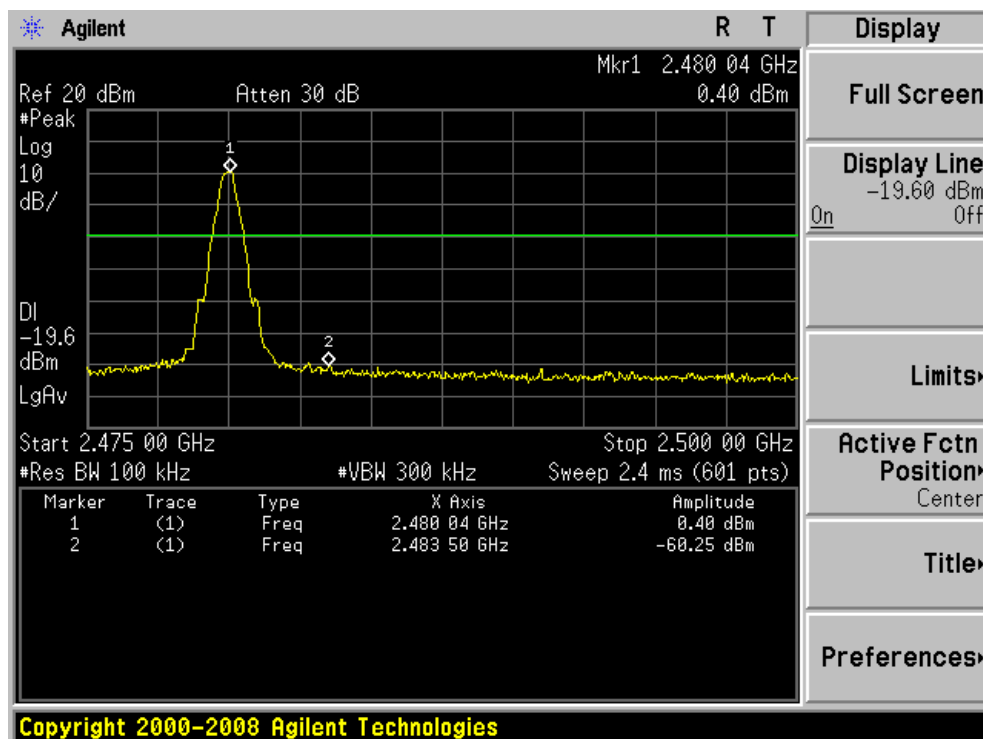 Agilent R T
Mkr1 2.480 04 GHz
Ref 20 dBm Atten 30 dB 0.40 dBm
#Peak
Log
10
dB/
1
DI
-19.6
dBm
LgAv
2
Start 2.475 00 GHz Stop 2.500 00 GHz
#Res BW 100 kHz #VBW 300 kHz Sweep 2.4 ms (601 pts)
Marker Trace Type X Axis Amplitude
1 (1) Freq 2.480 04 GHz 0.40 dBm
2 (1) Freq 2.483 50 GHz -60.25 dBm
Display
Full Screen
Display Line
-19.60 dBm
On Off
Limits
Active Fctn
Position
Center
Title
Preferences
Copyright 2000-2008 Agilent Technologies